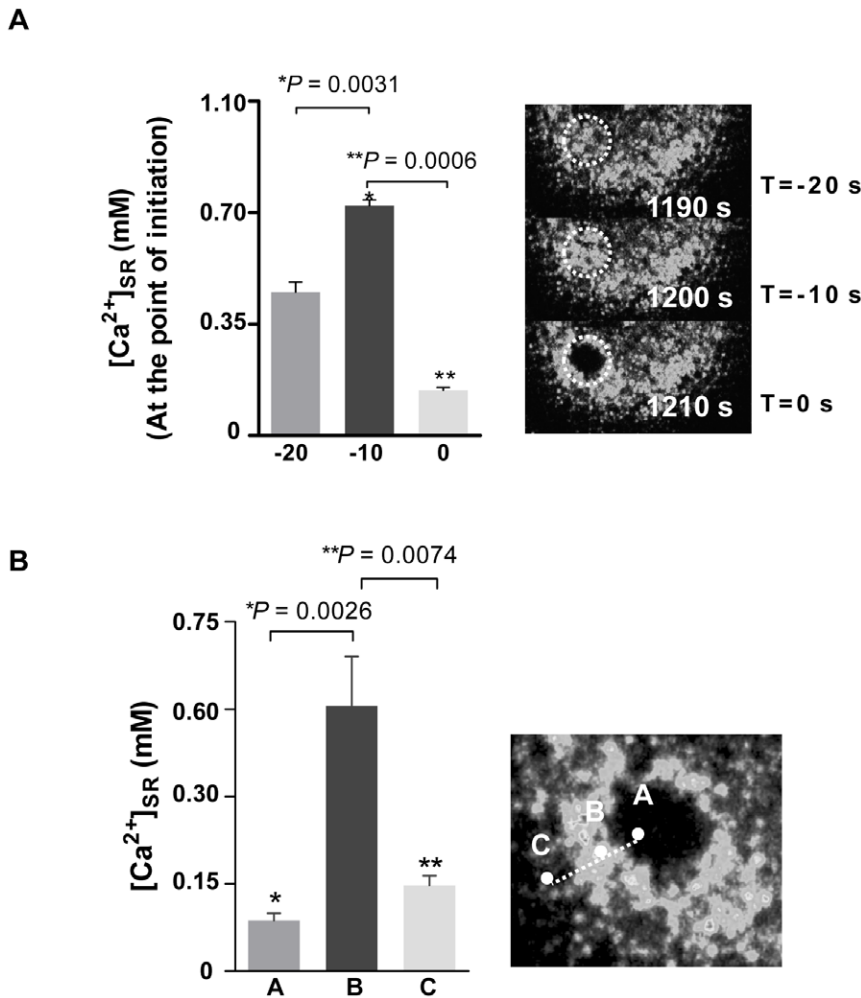 A
*P = 0.0031
**P = 0.0006
1.10
0.70
0.35
0
[Ca²⁺]SR (mM)
(At the point of initiation)
*
**
-20 -10 0
1190 s
T=-20 s
1200 s
T=-10 s
1210 s
T=0 s
B
**P = 0.0074
*P = 0.0026
0.75
0.60
0.30
0.15
0
[Ca²⁺]SR (mM)
*
**
A B C
A
B
C